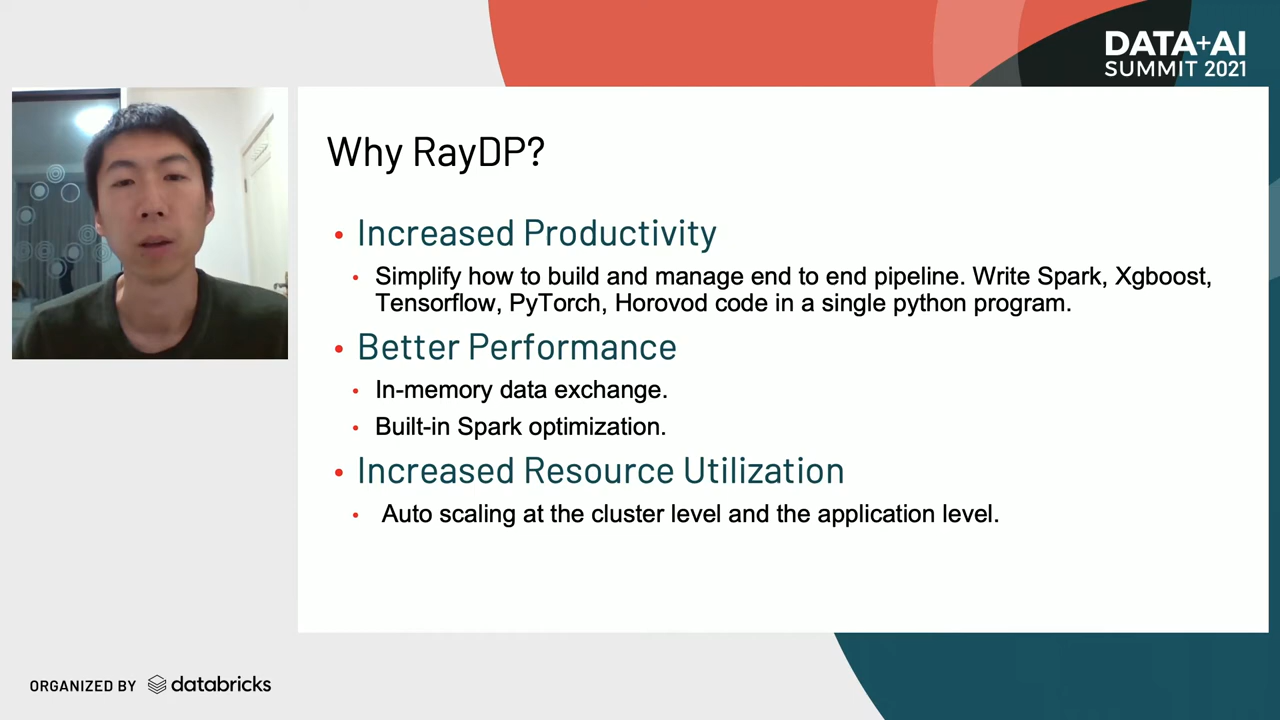 DATA+AI
SUMMIT 2021
Why RayDP?
• Increased Productivity
• Simplify how to build and manage end to end pipeline. Write Spark, Xgboost,
Tensorflow, PyTorch, Horovod code in a single python program.
• Better Performance
• In-memory data exchange.
• Built-in Spark optimization.
• Increased Resource Utilization
• Auto scaling at the cluster level and the application level.
ORGANIZED BY databricks